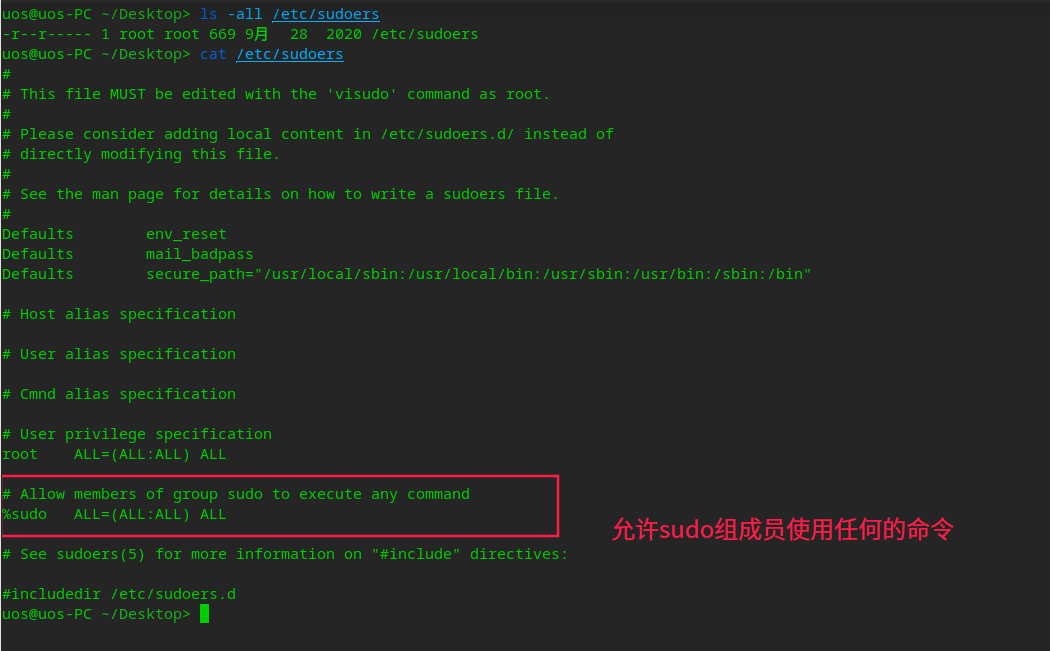 uos@uos-PC ~/Desktop> ls -all /etc/sudoers
-r--r----- 1 root root 669 9月  28  2020 /etc/sudoers
uos@uos-PC ~/Desktop> cat /etc/sudoers
#
# This file MUST be edited with the 'visudo' command as root.
#
# Please consider adding local content in /etc/sudoers.d/ instead of
# directly modifying this file.
#
# See the man page for details on how to write a sudoers file.
#
Defaults        env_reset
Defaults        mail_badpass
Defaults        secure_path="/usr/local/sbin:/usr/local/bin:/usr/sbin:/usr/bin:/sbin:/bin"
# Host alias specification
# User alias specification
# Cmnd alias specification
# User privilege specification
root    ALL=(ALL:ALL) ALL
# Allow members of group sudo to execute any command
%sudo   ALL=(ALL:ALL) ALL
允许sudo组成员使用任何的命令
# See sudoers(5) for more information on "#include" directives:
#includedir /etc/sudoers.d
uos@uos-PC ~/Desktop>